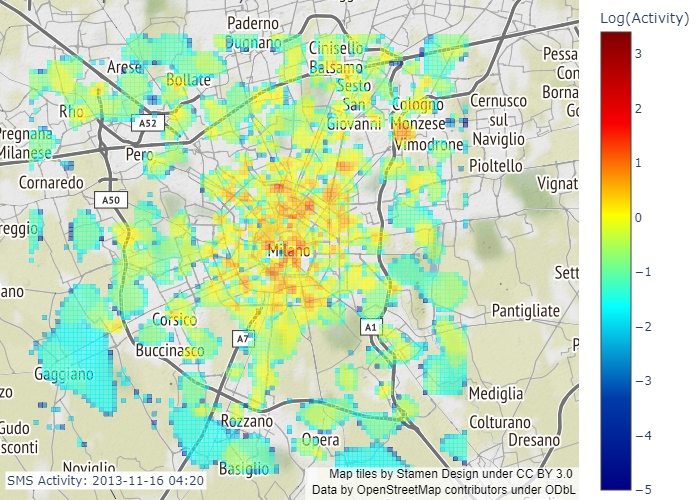 Log(Activity)
3
2
1
0
−1
−2
−3
−4
−5
Paderno
Dugnano
Cinisello
Balsamo
Arese
Bollate
Sesto
San
Giovanni
Cologno
Monzese
Cernusco
sul
Naviglio
Pessa
Con
Borna
Go
Rho
A52
Pregnana
Milanese
Pero
Vimodrone
Pioltello
Cornaredo
Vignat
A50
reggio
Milano
Sett
ano
Pantigliate
Corsico
A1
A7
Buccinasco
P
Gaggiano
Mediglia
zo
Rozzano
Colturano
Gudo
sconti
Opera
Dresano
Noviglio
Basiglio
SMS Activity: 2013-11-16 04:20
Map tiles by Stamen Design under CC BY 3.0
Data by OpenStreetMap contributors under ODbL